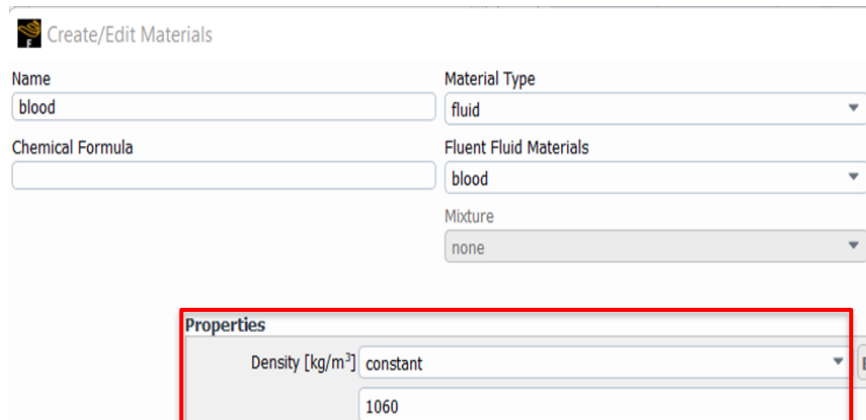 Create/Edit Materials
Name
Material Type
blood
fluid
Chemical Formula
Fluent Fluid Materials
blood
Mixture
none
Properties
Density [kg/m³] constant
1060